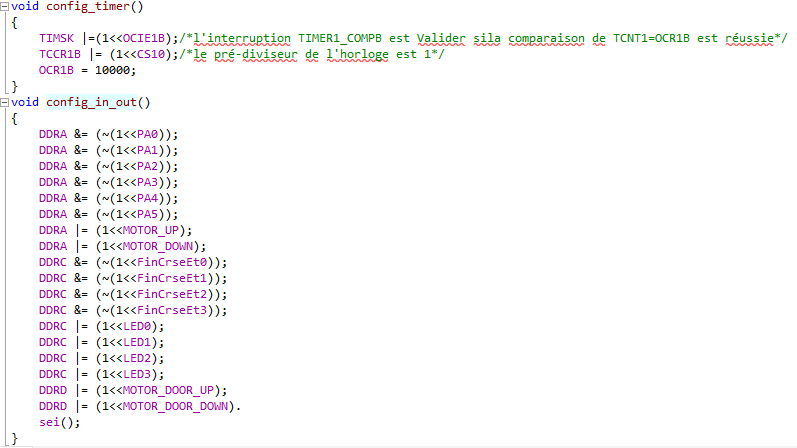 void config_timer()
{
TIMSK |=(1<<OCIE1B);/*l'interruption TIMER1_COMPB est Valider sila comparaison de TCNT1=OCR1B est réussie*/
TCCR1B |= (1<<CS10);/*le pré-diviseur de l'horloge est 1*/
OCR1B = 10000;
}
void config_in_out()
{
DDRA &= (~(1<<PA0));
DDRA &= (~(1<<PA1));
DDRA &= (~(1<<PA2));
DDRA &= (~(1<<PA3));
DDRA &= (~(1<<PA4));
DDRA &= (~(1<<PA5));
DDRA |= (1<<MOTOR_UP);
DDRA |= (1<<MOTOR_DOWN);
DDRC &= (~(1<<FinCrseEt0));
DDRC &= (~(1<<FinCrseEt1));
DDRC &= (~(1<<FinCrseEt2));
DDRC &= (~(1<<FinCrseEt3));
DDRC |= (1<<LED0);
DDRC |= (1<<LED1);
DDRC |= (1<<LED2);
DDRC |= (1<<LED3);
DDRD |= (1<<MOTOR_DOOR_UP);
DDRD |= (1<<MOTOR_DOOR_DOWN).
sei();
}